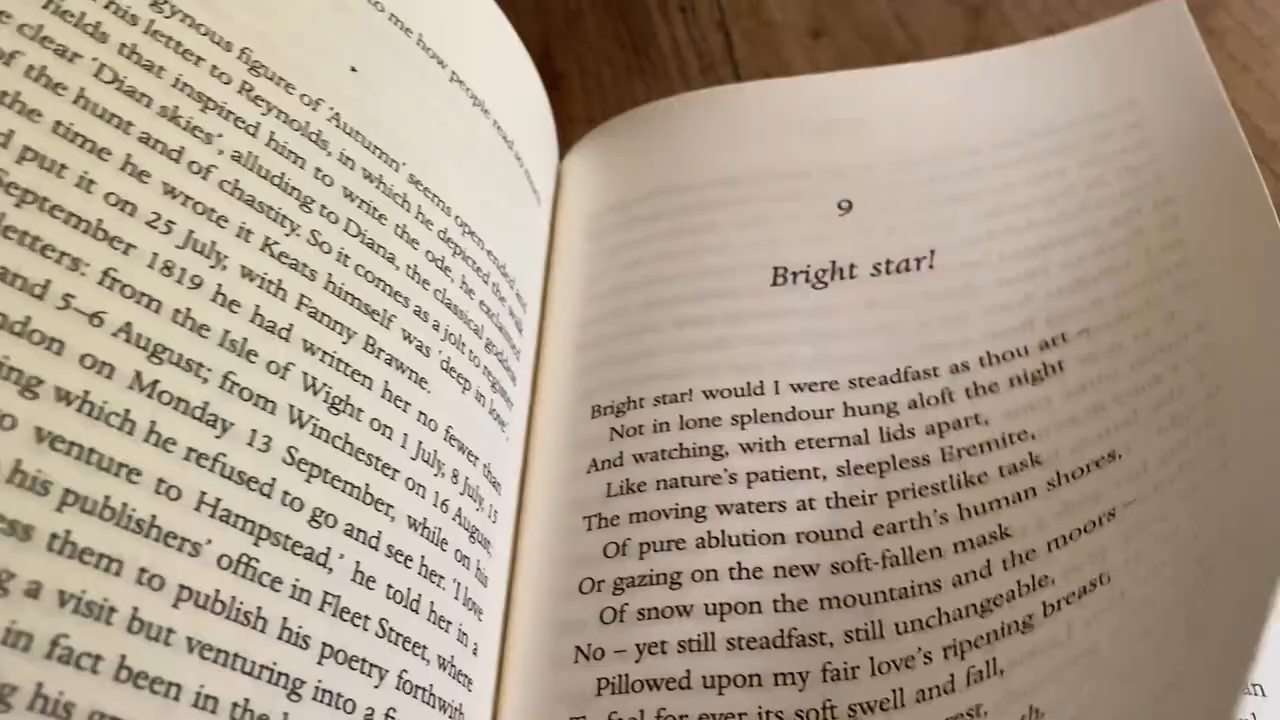 to me how people read
gynous figure of 'Autumn' seems open-ended and
his letter to Reynolds, in which he depicted the
fields that inspired him to write the ode, he exclaimed
clear 'Dian skies', alluding to Diana, the classical goddess
of the hunt and of chastity. So it comes as a jolt to register
the time he wrote it Keats himself was 'deep in love',
put it on 25 July, with Fanny Brawne.
September 1819 he had written her no fewer than
letters: from the Isle of Wight on 1 July, 8 July, 15
and 5–6 August; from Winchester on 16 August;
ndon on Monday 13 September, while on his
ing which he refused to go and see her. 'I love
to venture to Hampstead,' he told her in a
his publishers' office in Fleet Street, where
ess them to publish his poetry forthwith
g a visit but venturing into a
in fact been in the
g his
9
Bright star!
Bright star! would I were steadfast as thou art –
Not in lone splendour hung aloft the night
And watching, with eternal lids apart,
Like nature's patient, sleepless Eremite,
The moving waters at their priestlike task
Of pure ablution round earth's human shores,
Or gazing on the new soft-fallen mask
Of snow upon the mountains and the moors –
No – yet still steadfast, still unchangeable,
Pillowed upon my fair love's ripening breast,
To feel for ever its soft swell and fall,